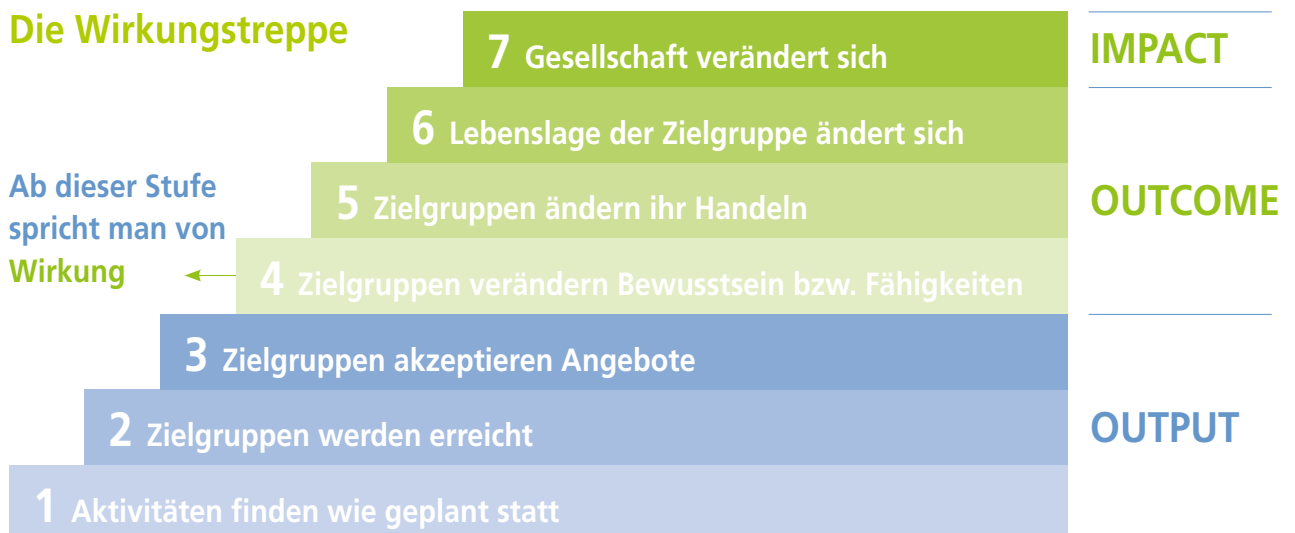 Die Wirkungstreppe
7 Gesellschaft verändert sich
IMPACT
6 Lebenslage der Zielgruppe ändert sich
Ab dieser Stufe
spricht man von
Wirkung
5 Zielgruppen ändern ihr Handeln
OUTCOME
4 Zielgruppen verändern Bewusstsein bzw. Fähigkeiten
3 Zielgruppen akzeptieren Angebote
2 Zielgruppen werden erreicht
OUTPUT
1 Aktivitäten finden wie geplant statt